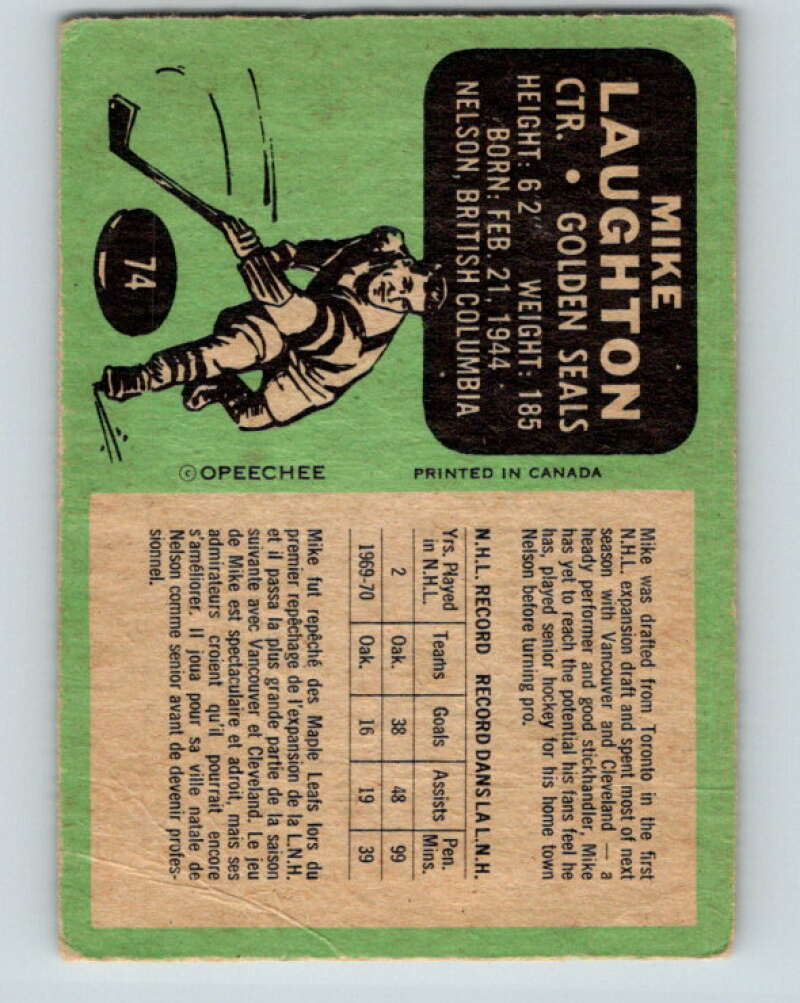 MIKE
LAUGHTON
CTR. • GOLDEN SEALS
HEIGHT: 6'2" WEIGHT: 185
BORN: FEB. 21, 1944
NELSON, BRITISH COLUMBIA
74
© OPEECHEE
PRINTED IN CANADA
Mike was drafted from Toronto in the first
N.H.L. expansion draft and spent most of next
season with Vancouver and Cleveland — a
heady performer and good stickhandler, Mike
has yet to reach the potential his fans feel he
has, played senior hockey for his home town
Nelson before turning pro.
N.H.L. RECORD RECORD DANS LA L.N.H.
Yrs. Played in N.H.L. Teams Goals Assists Pen. Mins.
2 Oak. 38 48 99
1969-70 Oak. 16 19 39
Mike fut repêché des Maple Leafs lors du
premier repêchage de l'expansion de la L.N.H.
et il passa la plus grande partie de la saison
suivante avec Vancouver et Cleveland. Le jeu
de Mike est spectaculaire et adroit, mais ses
admirateurs croient qu'il pourrait encore
s'améliorer. Il joua pour sa ville natale de
Nelson comme senior avant de devenir profes-
sionnel.